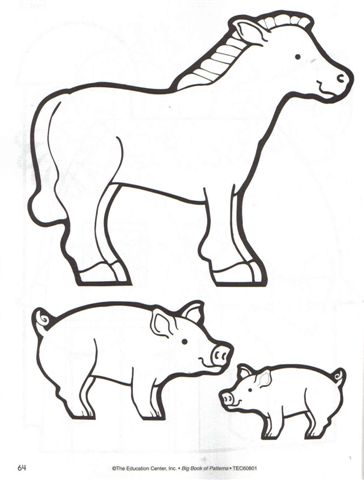 64
©The Education Center, Inc. • Big Book of Patterns • TEC60801